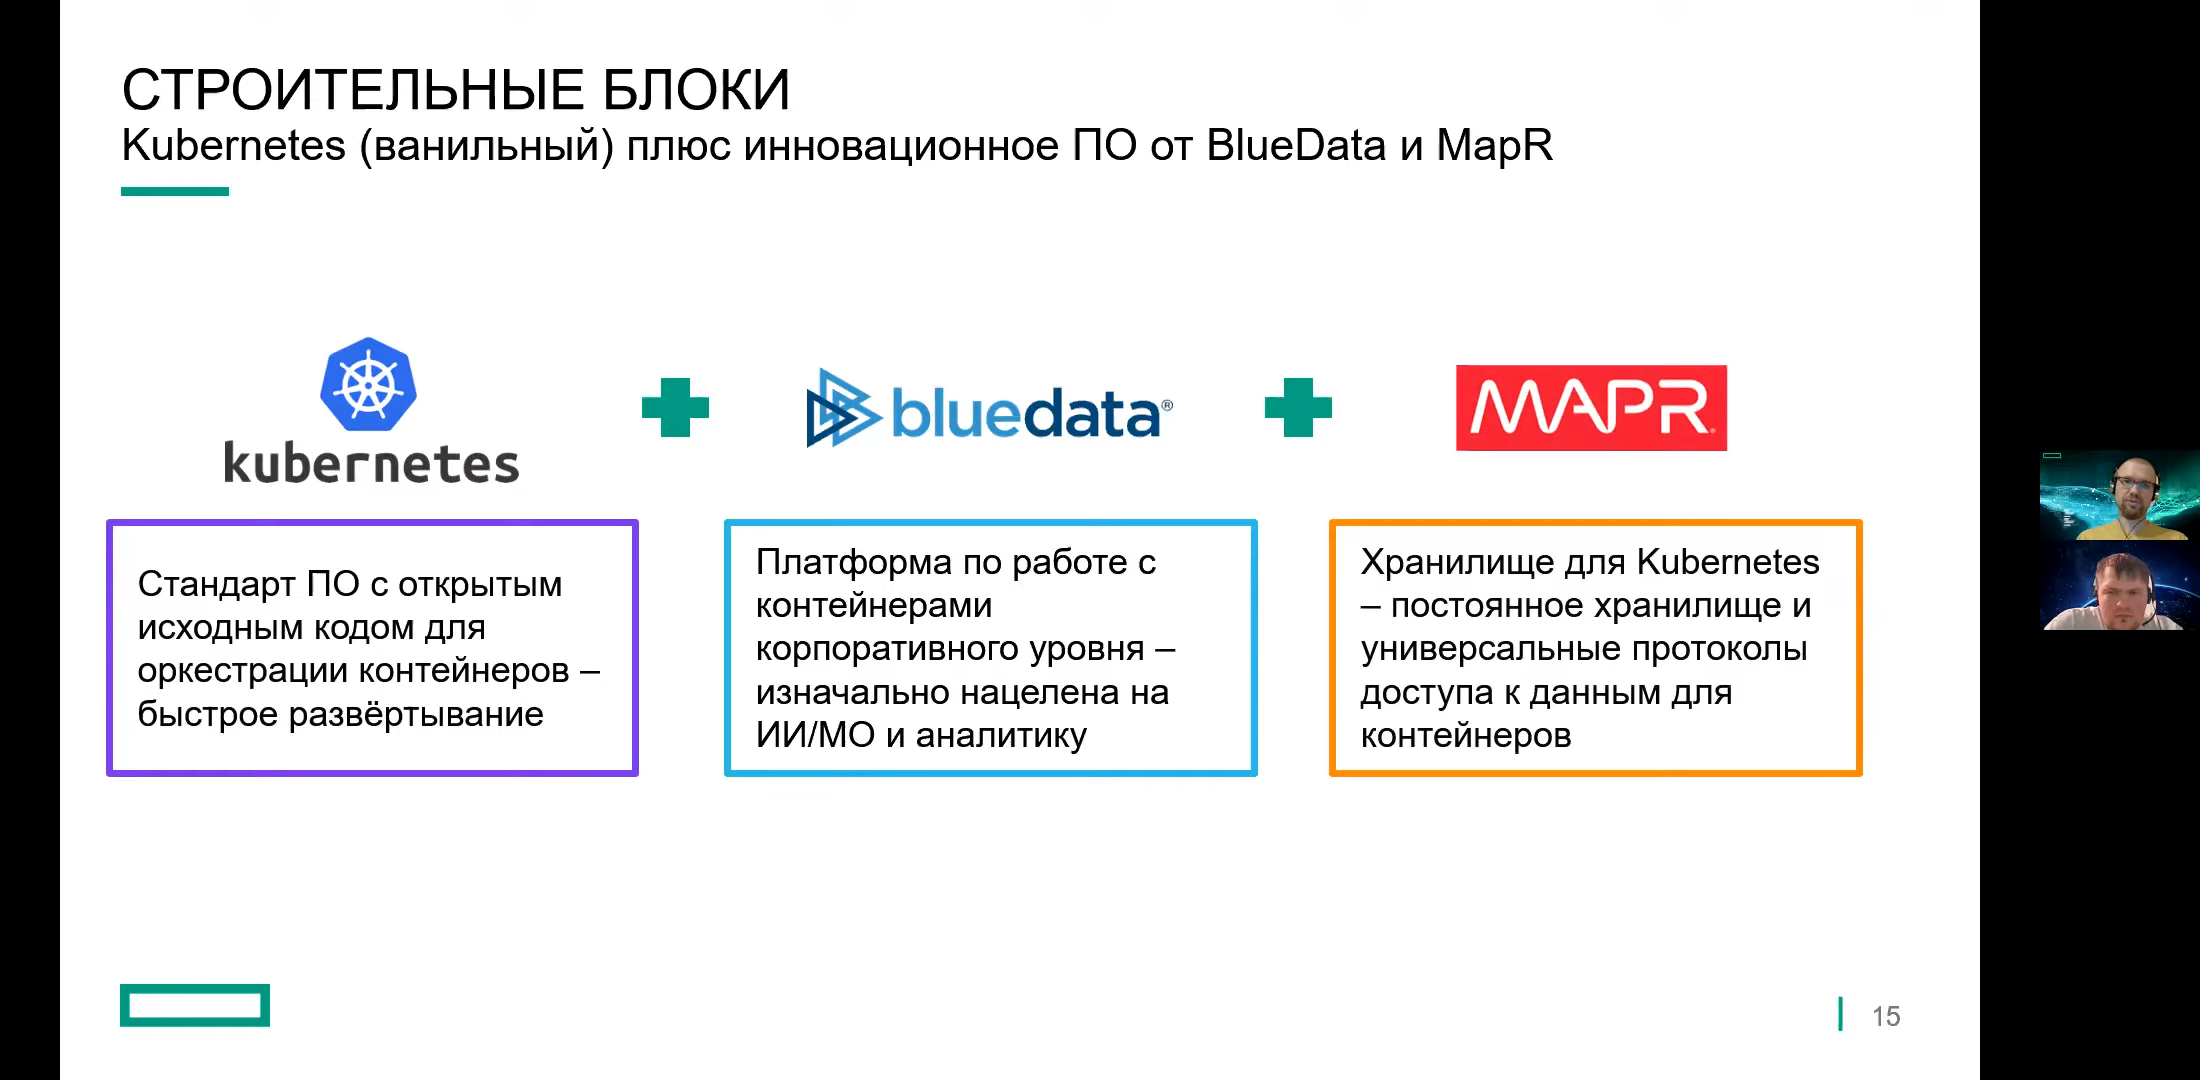 СТРОИТЕЛЬНЫЕ БЛОКИ
Kubernetes (ванильный) плюс инновационное ПО от BlueData и MapR
kubernetes
bluedata®
MAPR.
Стандарт ПО с открытым
исходным кодом для
оркестрации контейнеров –
быстрое развёртывание
Платформа по работе с
контейнерами
корпоративного уровня –
изначально нацелена на
ИИ/МО и аналитику
Хранилище для Kubernetes
– постоянное хранилище и
универсальные протоколы
доступа к данным для
контейнеров
15